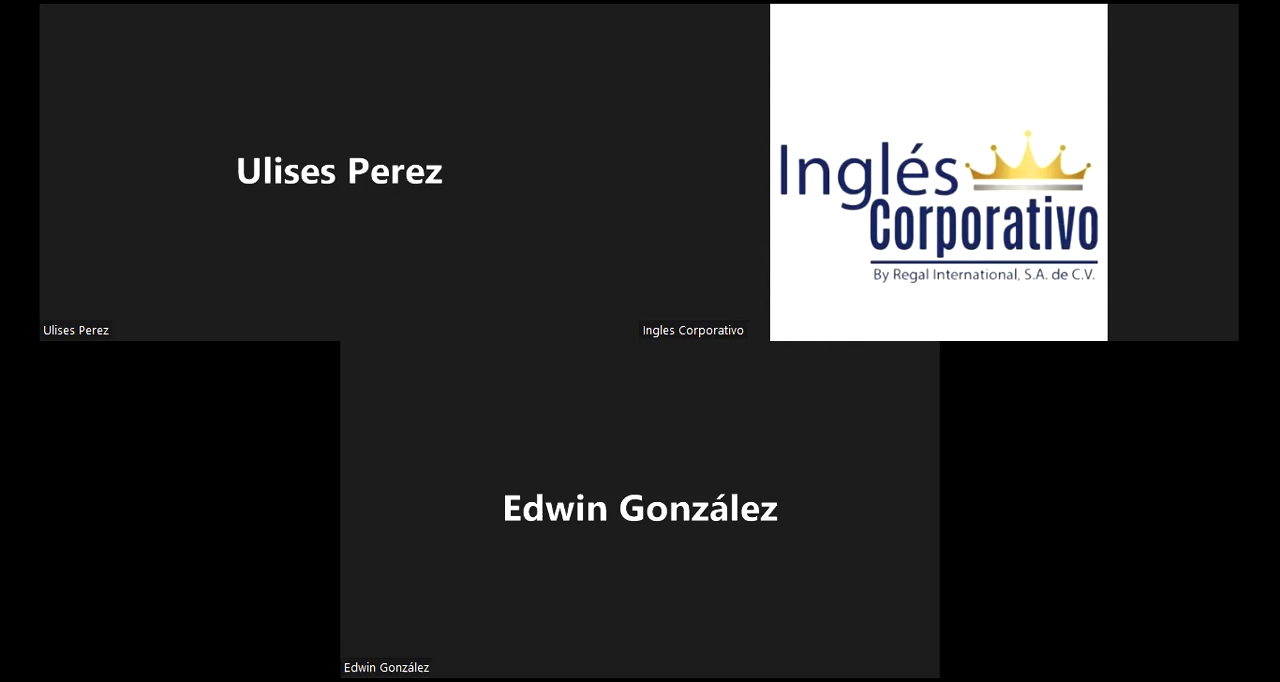 Ulises Perez
Ulises Perez
Inglés
Corporativo
By Regal International, S.A. de C.V.
Ingles Corporativo
Edwin González
Edwin González